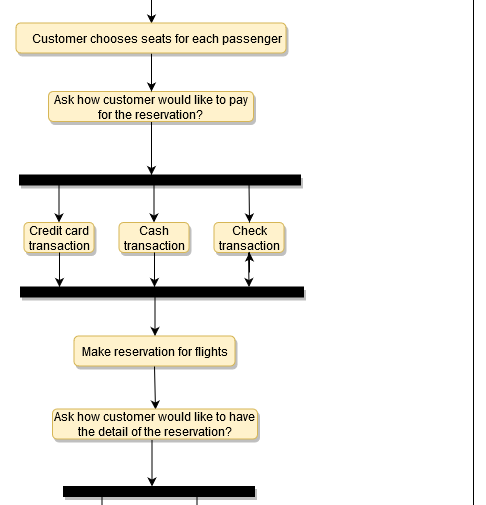 Customer chooses seats for each passenger
Ask how customer would like to pay
for the reservation?
Credit card
transaction
Cash
transaction
Check
transaction
Make reservation for flights
Ask how customer would like to have
the detail of the reservation?